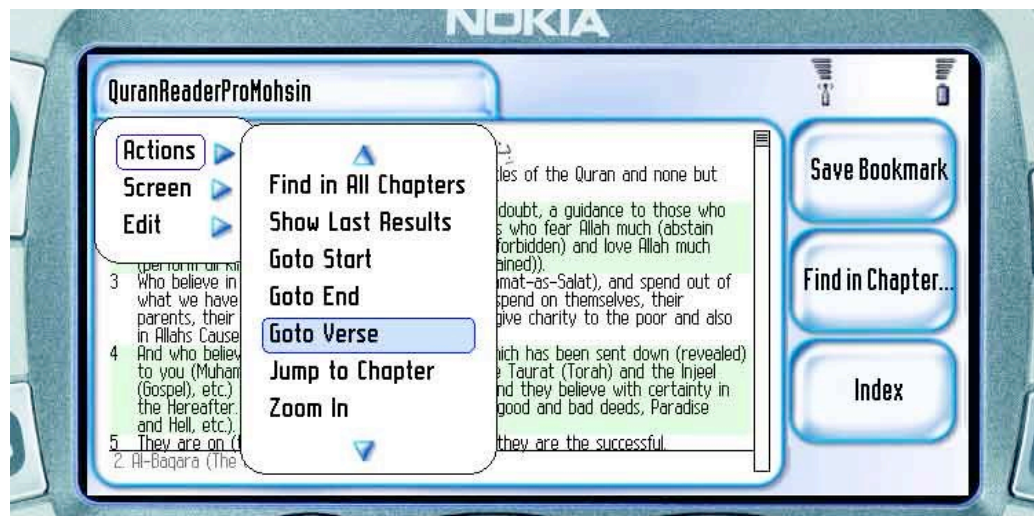 NOKIA
QuranReaderProMohsin
Actions
Screen
Edit
Find in All Chapters
Show Last Results
Goto Start
Goto End
Goto Verse
Jump to Chapter
Zoom In
of the Quran and none but
doubt, a guidance to those who
who fear Allah much (abstain
forbidden) and love Allah much
3 Who believe in
mat-as-Salat), and spend out of
what we have
spend on themselves, their
parents, their
give charity to the poor and also
in Allahs Cause
4 And who believ
hich has been sent down (revealed)
to you (Muham
Taurat (Torah) and the Injeel
(Gospel), etc.)
nd they believe with certainty in
the Hereafter.
good and bad deeds, Paradise
and Hell, etc.).
5 They are on
they are the successful.
2. Al-Baqara (The
Save Bookmark
Find in Chapter...
Index